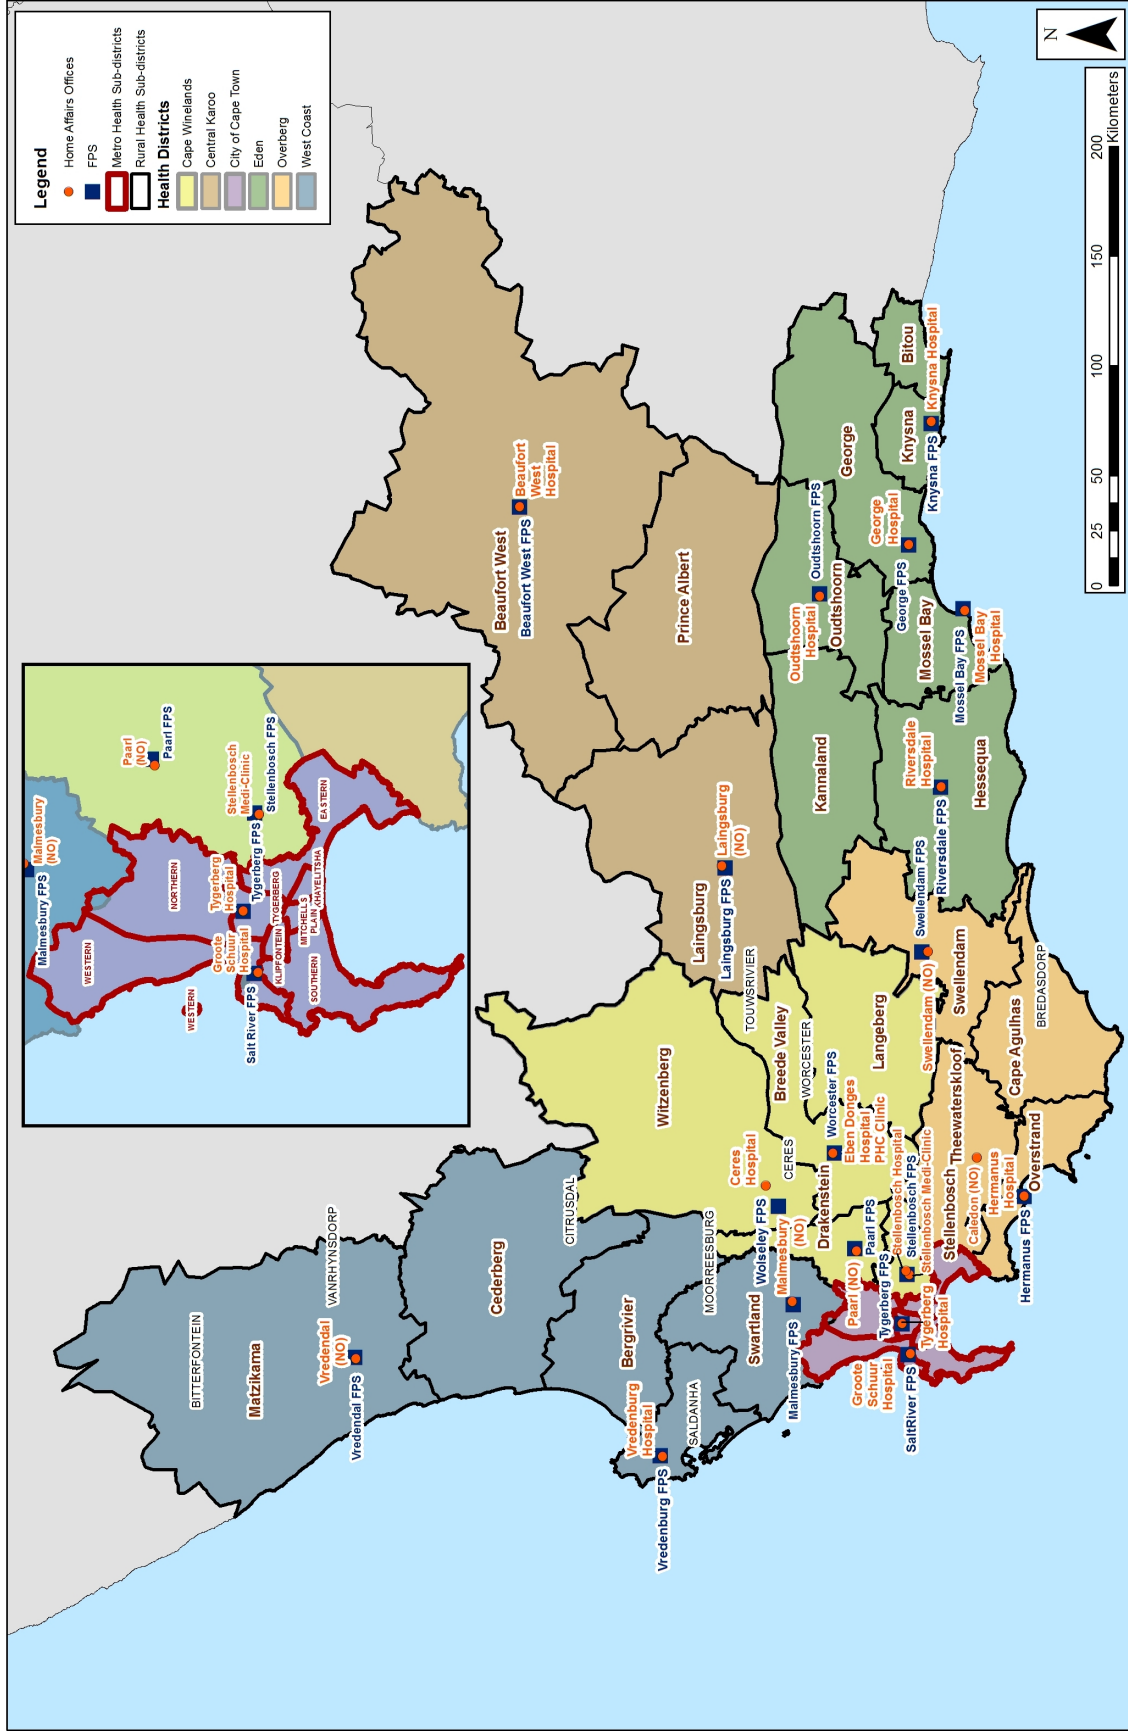 Legend
Home Affairs Offices
FPS
Metro Health Sub-districts
Rural Health Sub-districts
Health Districts
Cape Winelands
Central Karoo
City of Cape Town
Eden
Overberg
West Coast
Malmesbury
(NO)
Malmesbury FPS
Paarl
(NO)
Paarl FPS
WESTERN
NORTHERN
WESTERN
Tygerberg
Hospital
Groote
Schuur
Hospital
Stellenbosch
Medi-Clinic
Salt River FPS
Tygerberg FPS
Stellenbosch FPS
KLIPFONTEIN
TYGERBERG
MITCHELLS
PLAIN
KHAYELITSHA
SOUTHERN
EASTERN
BITTERFONTEIN
Matzikama
VANRHYNSDORP
Vredendal
(NO)
Vredendal FPS
Cederberg
CITRUSDAL
Beaufort West
Beaufort West FPS
Beaufort
West
Hospital
Bergrivier
Witzenberg
Prince Albert
Vredenburg
Hospital
Vredenburg FPS
SALDANHA
MOORREESBURG
Laingsburg
Laingsburg FPS
Laingsburg
(NO)
TOUWSRIVIER
Swartland
Wolseley FPS
Ceres
Hospital
CERES
Malmesbury
(NO)
Malmesbury FPS
Breede Valley
WORCESTER
Drakenstein
Worcester FPS
Eben Donges
Hospital
PHC Clinic
Langeberg
Kannaland
Oudtshoorn
Hospital
Oudtshoorn FPS
Oudtshoorn
George
Paarl (NO)
Paarl FPS
Groote
Schuur
Hospital
SaltRiver FPS
Tygerberg FPS
Tygerberg
Hospital
Stellenbosch Hospital
Stellenbosch FPS
Stellenbosch Medi-Clinic
Stellenbosch
Theewaterskloof
Caledon (NO)
Hermanus
Hospital
Hermanus FPS
Overstrand
Swellendam FPS
Swellendam (NO)
Swellendam
Cape Agulhas
BREDASDORP
Riversdale
Hospital
Riversdale FPS
Hessequa
George
Hospital
George FPS
Mossel Bay
Mossel Bay FPS
Mossel Bay
Hospital
Knysna
Knysna FPS
Knysna Hospital
Bitou
N
0 25 50 100 150 200
Kilometers